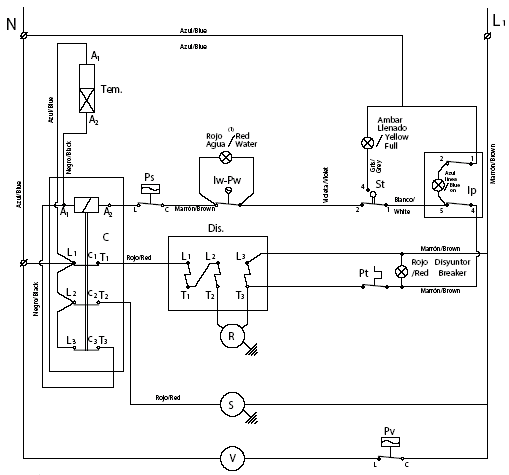 N
L1
Azul/Blue
Azul/Blue
A1
Tem.
A2
Azul/Blue
Negro/Black
Azul/Blue
Rojo (1) /Red
Agua / Water
Iw-Pw
Ambar
Llenado
/ Yellow
Full
Gris/
Grey
Violeta/Violet
Marrón/Brown
2 1
Azul
linea
/ Blue
on
Ip
5 4
4 St
2 1
Blanco/
White
Ps
L C
Marrón/Brown
A1 A2
C
L1 C1 T1
Rojo/Red
L2 C2 T2
L3 C3 T3
Negro/Black
Dis.
L1 L2 L3
T1 T2 T3
R
Marrón/Brown
Pt
Rojo Disyuntor
/Red Breaker
Marrón/Brown
Rojo/Red
S
V
Pv
L C